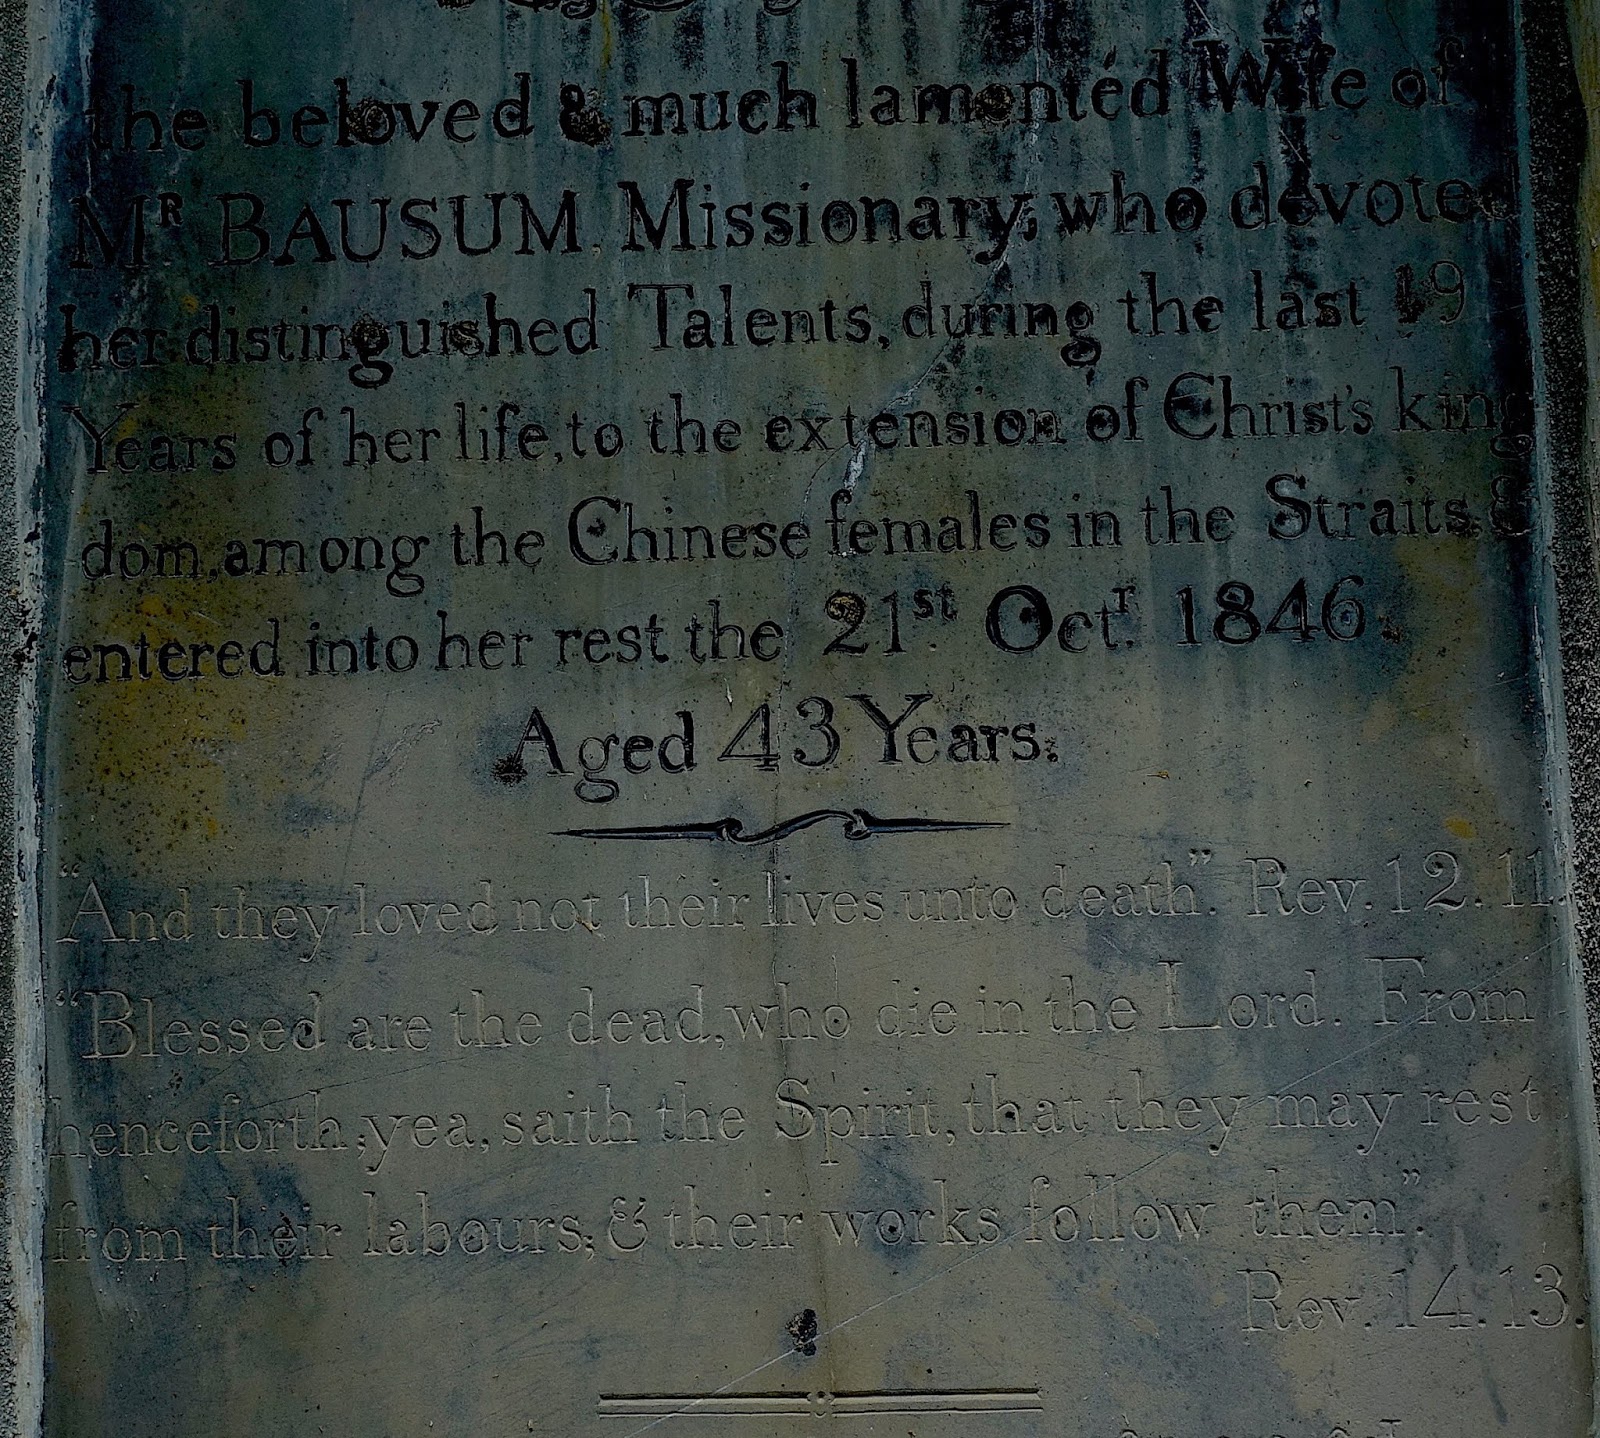 the beloved & much lamented Wife of
Mᴿ BAUSUM, Missionary, who devoted
her distinguished Talents, during the last 19
Years of her life, to the extension of Christ's king
dom, among the Chinese females in the Straits, &
entered into her rest the 21st. Octr. 1846.
Aged 43 Years.
"And they loved not their lives unto death". Rev. 12. 11.
"Blessed are the dead, who die in the Lord. From
henceforth; yea, saith the Spirit, that they may rest
from their labours; & their works follow them".
Rev. 14. 13.